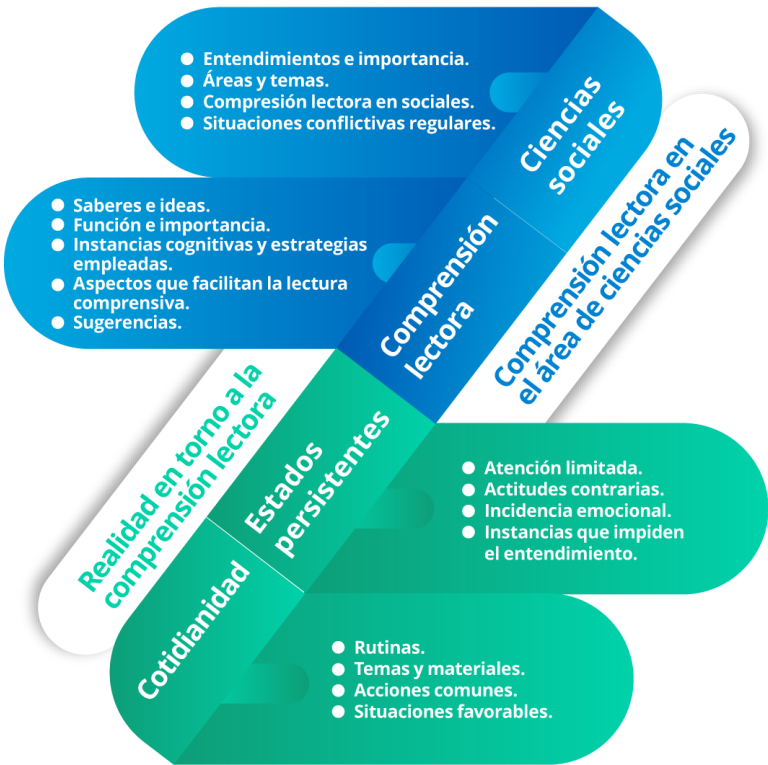 ● Entendimientos e importancia.
● Áreas y temas.
● Compresión lectora en sociales.
● Situaciones conflictivas regulares.
Ciencias
sociales
● Saberes e ideas.
● Función e importancia.
● Instancias cognitivas y estrategias
empleadas.
● Aspectos que facilitan la lectura
comprensiva.
● Sugerencias.
Comprensión
lectora
Comprensión lectora en
el área de ciencias sociales
Realidad en torno a la
comprensión lectora
Estados
persistentes
● Atención limitada.
● Actitudes contrarias.
● Incidencia emocional.
● Instancias que impiden
el entendimiento.
Cotidianidad
● Rutinas.
● Temas y materiales.
● Acciones comunes.
● Situaciones favorables.